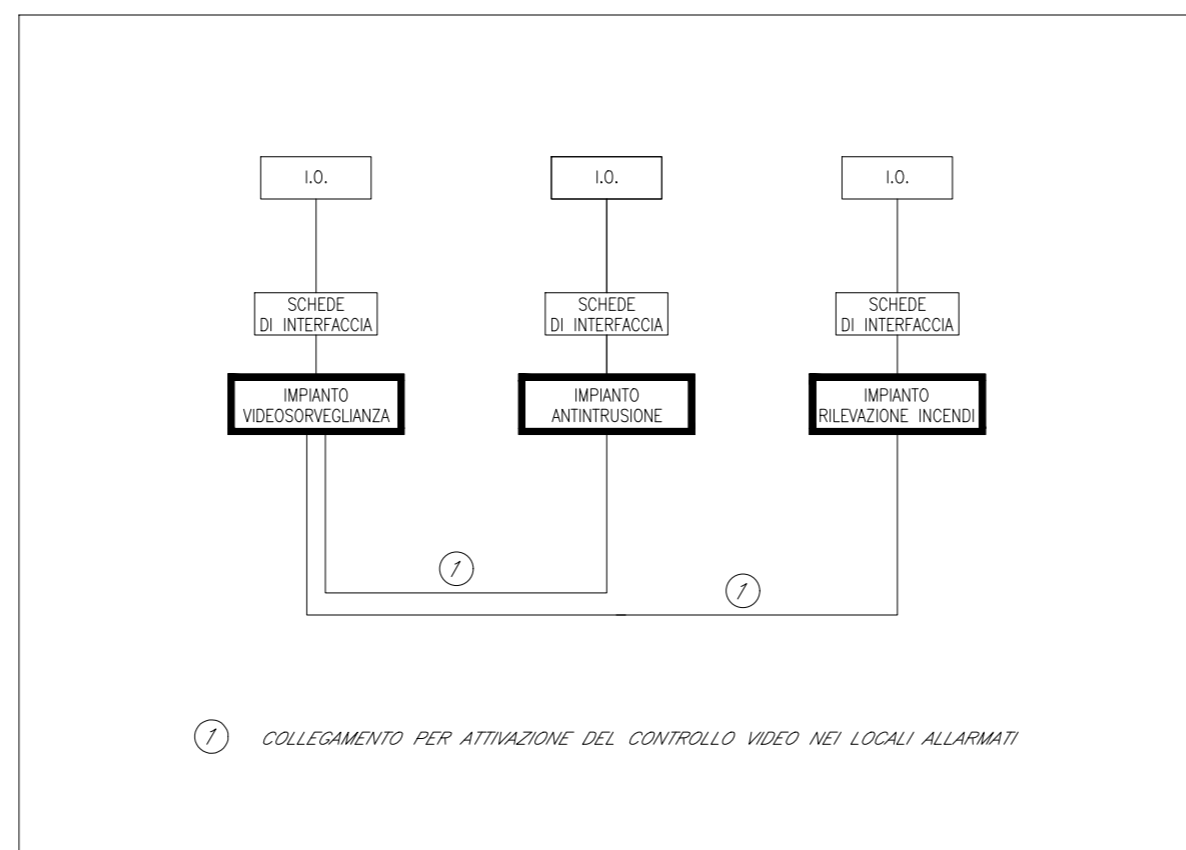 I.O.
I.O.
I.O.
SCHEDE
DI INTERFACCIA
SCHEDE
DI INTERFACCIA
SCHEDE
DI INTERFACCIA
IMPIANTO
VIDEOSORVEGLIANZA
IMPIANTO
ANTINTRUSIONE
IMPIANTO
RILEVAZIONE INCENDI
1
1
1 COLLEGAMENTO PER ATTIVAZIONE DEL CONTROLLO VIDEO NEI LOCALI ALLARMATI